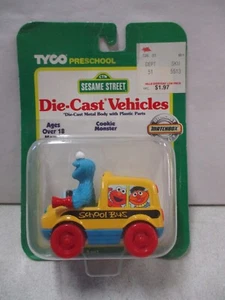 TYCO PRESCHOOL
SESAME STREET
Die-Cast Vehicles
Die-Cast Metal Body with Plastic Parts
Ages
Over 18
Cookie
Monster
MATCHBOX
$1.97
SCHOOL BUS